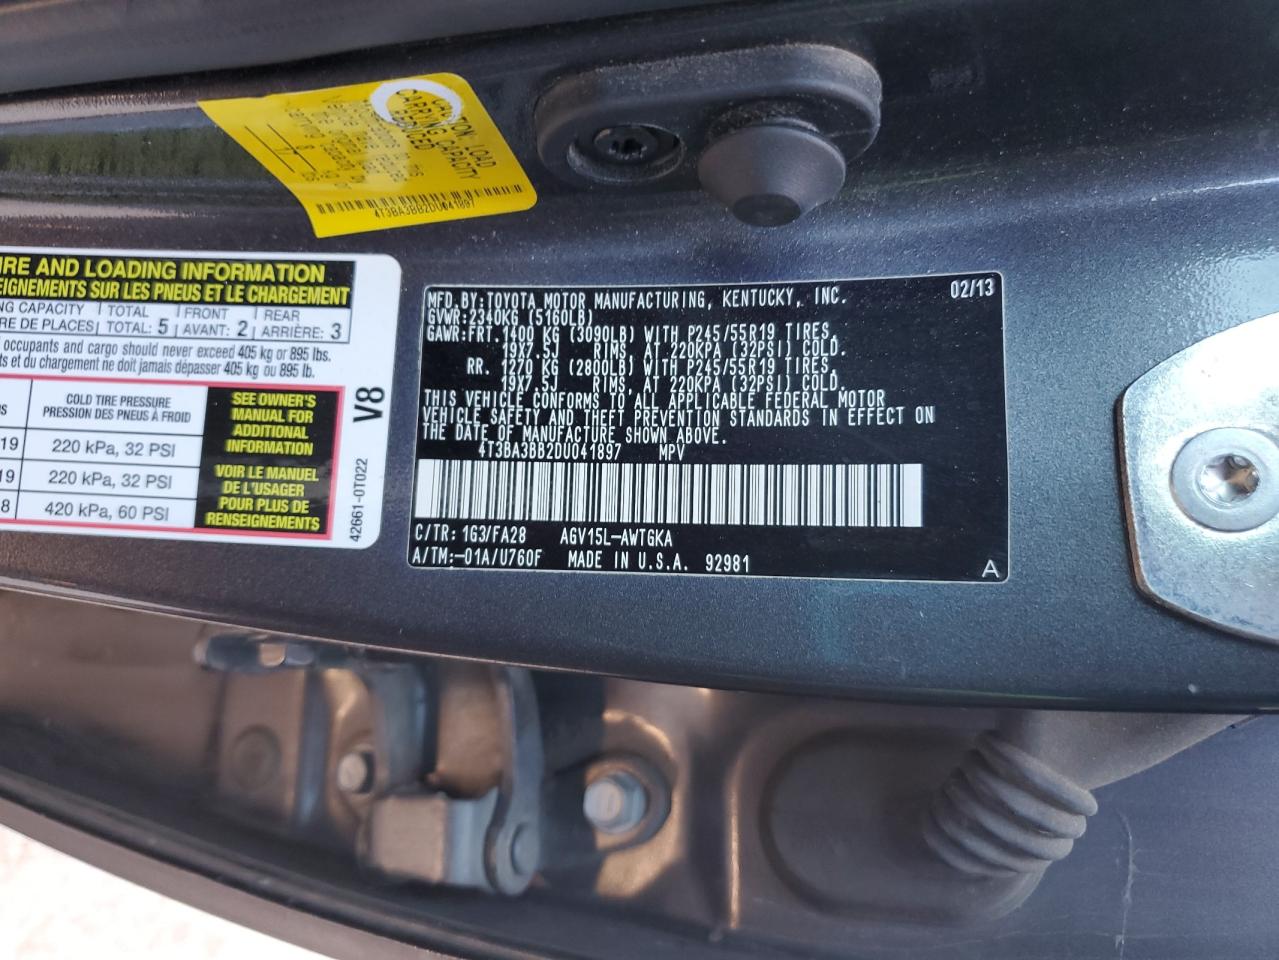 CAUTION LOAD
CARRYING CAPACITY
REDUCED
4T3BA3BB2DU041897
IRE AND LOADING INFORMATION
EIGNEMENTS SUR LES PNEUS ET LE CHARGEMENT
NG CAPACITY TOTAL FRONT REAR
RE DE PLACES TOTAL: 5 AVANT: 2 ARRIÈRE: 3
occupants and cargo should never exceed 405 kg or 895 lbs.
ts et du chargement ne doit jamais dépasser 405 kg ou 895 lb.
COLD TIRE PRESSURE
PRESSION DES PNEUS À FROID
19 220 kPa, 32 PSI
19 220 kPa, 32 PSI
8 420 kPa, 60 PSI
SEE OWNER'S
MANUAL FOR
ADDITIONAL
INFORMATION
VOIR LE MANUEL
DE L'USAGER
POUR PLUS DE
RENSEIGNEMENTS
V8
42661-0T022
MFD.BY:TOYOTA MOTOR MANUFACTURING, KENTUCKY, INC. 02/13
GVWR:2340KG (5160LB)
GAWR:FRT.1400 KG (3090LB) WITH P245/55R19 TIRES,
19X7.5J RIMS, AT 220KPA (32PSI) COLD.
RR. 1270 KG (2800LB) WITH P245/55R19 TIRES,
19X7.5J RIMS, AT 220KPA (32PSI) COLD.
THIS VEHICLE CONFORMS TO ALL APPLICABLE FEDERAL MOTOR
VEHICLE SAFETY AND THEFT PREVENTION STANDARDS IN EFFECT ON
THE DATE OF MANUFACTURE SHOWN ABOVE.
4T3BA3BB2DU041897 MPV
C/TR: 1G3/FA28 AGV15L-AWTGKA
A/TM:-01A/U760F MADE IN U.S.A. 92981
A